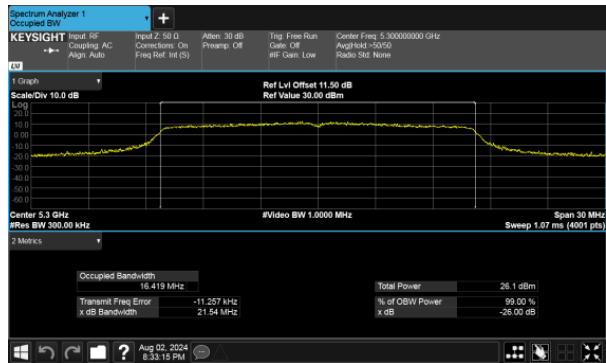 Spectrum Analyzer 1
Occupied BW
KEYSIGHT Input: RF Input Z: 50 Ω Atten: 30 dB Trig: Free Run Center Freq: 5.300000000 GHz
Coupling: AC Corrections: On Preamp: Off Gate: Off Avg|Hold:>50/50
Align: Auto Freq Ref: Int (S) #IF Gain: Low Radio Std: None
LXI
1 Graph
Ref Lvl Offset 11.50 dB
Scale/Div 10.0 dB Ref Value 30.00 dBm
Log
20.0
10.0
0.00
-10.0
-20.0
-30.0
-40.0
-50.0
-60.0
Center 5.3 GHz #Video BW 1.0000 MHz Span 30 MHz
#Res BW 300.00 kHz Sweep 1.07 ms (4001 pts)
2 Metrics
Occupied Bandwidth
16.419 MHz Total Power 26.1 dBm
Transmit Freq Error -11.257 kHz % of OBW Power 99.00 %
x dB Bandwidth 21.54 MHz x dB -26.00 dB
? Aug 02, 2024
8:33:15 PM